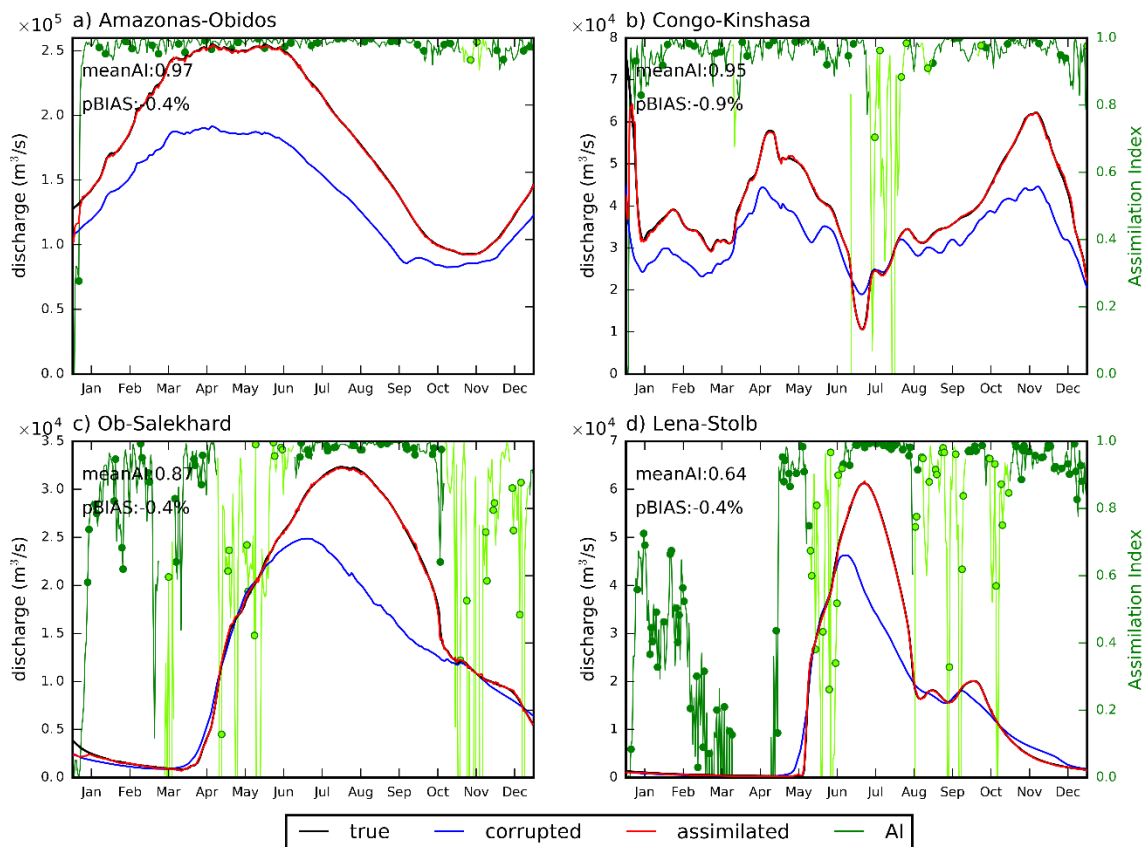 a) Amazonas-Obidos
×10⁵
meanAI:0.97
pBIAS:-0.4%
discharge (m³/s)
2.5
2.0
1.5
1.0
0.5
0.0
Jan Feb Mar Apr May Jun Jul Aug Sep Oct Nov Dec
b) Congo-Kinshasa
×10⁴
meanAI:0.95
pBIAS:-0.9%
discharge (m³/s)
8
7
6
5
4
3
2
1
0
Jan Feb Mar Apr May Jun Jul Aug Sep Oct Nov Dec
1.0
0.8
0.6
0.4
0.2
0.0
Assimilation Index
c) Ob-Salekhard
×10⁴
meanAI:0.87
pBIAS:-0.4%
discharge (m³/s)
3.5
3.0
2.5
2.0
1.5
1.0
0.5
0.0
Jan Feb Mar Apr May Jun Jul Aug Sep Oct Nov Dec
d) Lena-Stolb
×10⁴
meanAI:0.64
pBIAS:-0.4%
discharge (m³/s)
7
6
5
4
3
2
1
0
Jan Feb Mar Apr May Jun Jul Aug Sep Oct Nov Dec
1.0
0.8
0.6
0.4
0.2
0.0
Assimilation Index
true corrupted assimilated AI